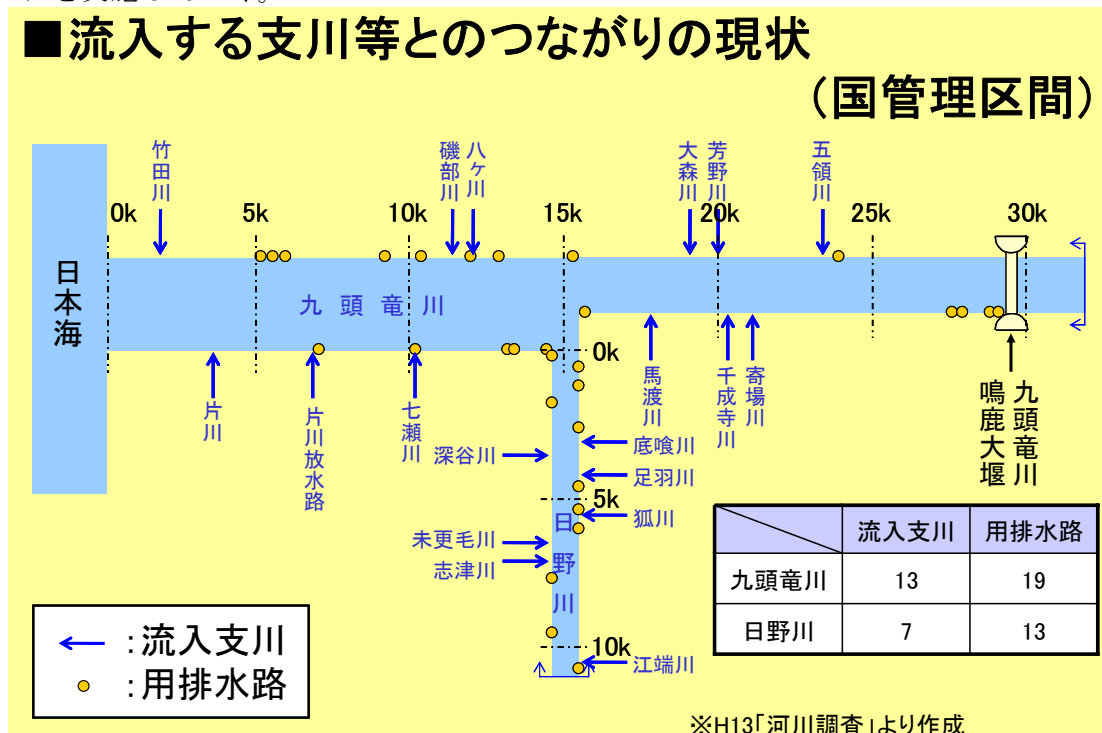 ■流入する支川等とのつながりの現状
(国管理区間)
竹田川
磯部川
八ヶ川
大森川
芳野川
五領川
0k
5k
10k
15k
20k
25k
30k
日本海
九頭竜川
0k
片川
片川放水路
七瀬川
馬渡川
千成寺川
寄場川
九頭竜川
鳴鹿大堰
深谷川
底喰川
足羽川
5k
狐川
日野川
未更毛川
志津川
10k
江端川
流入支川 用排水路
九頭竜川 13 19
日野川 7 13
:流入支川
:用排水路
※H13「河川調査」より作成